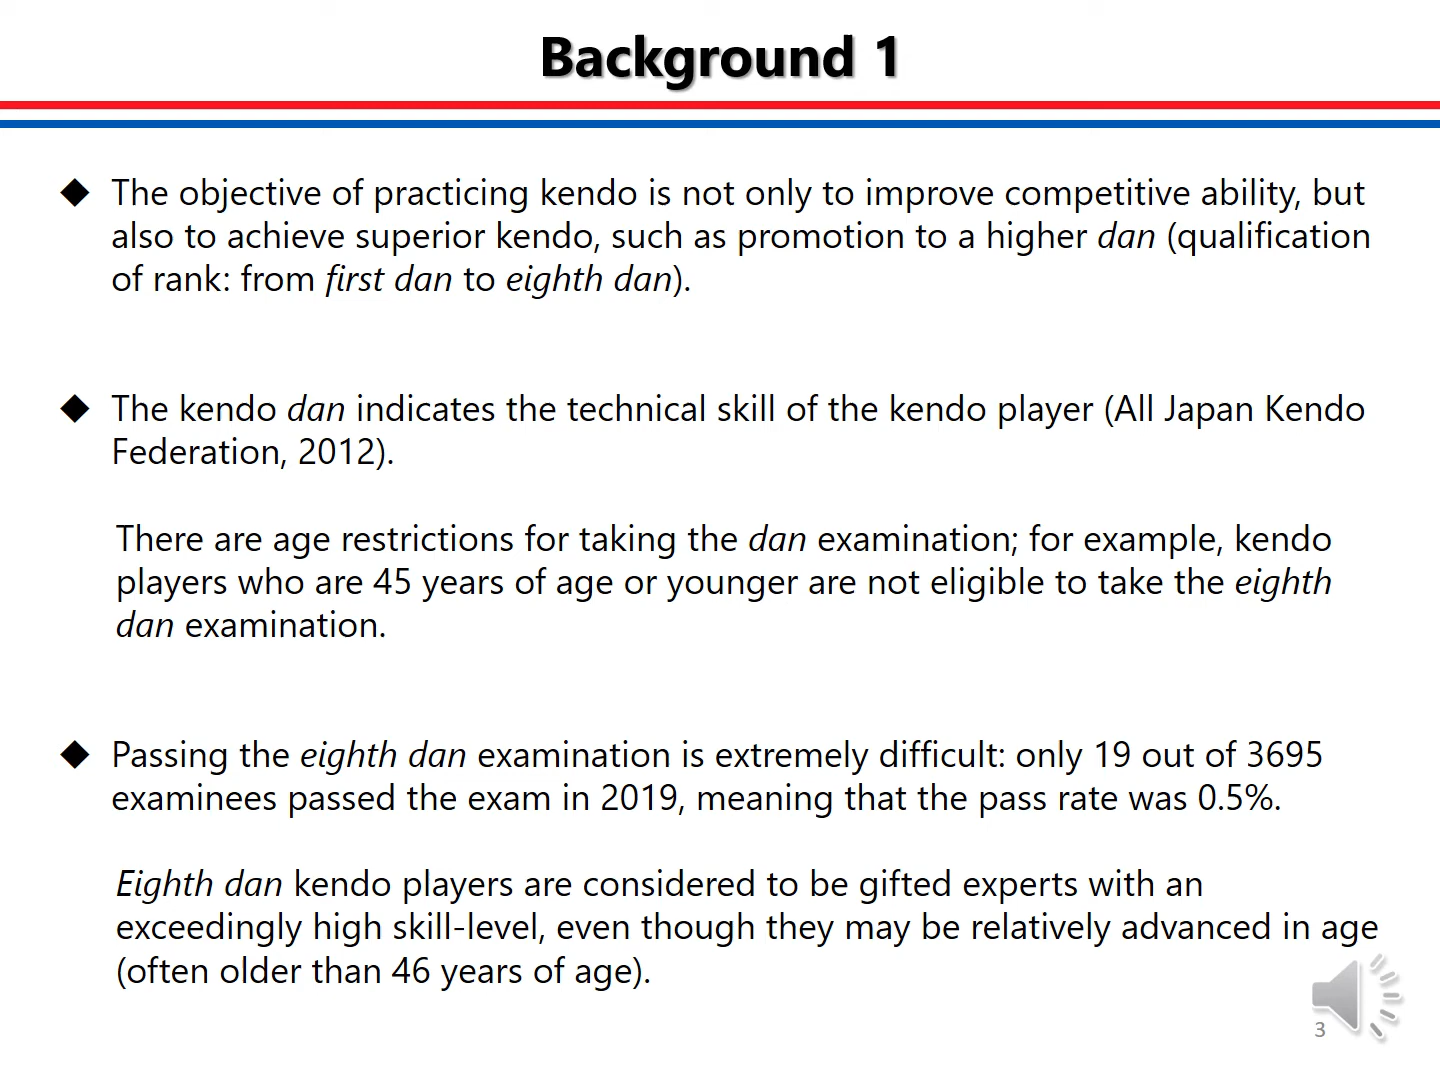 Background 1
The objective of practicing kendo is not only to improve competitive ability, but
also to achieve superior kendo, such as promotion to a higher dan (qualification
of rank: from first dan to eighth dan).
The kendo dan indicates the technical skill of the kendo player (All Japan Kendo
Federation, 2012).
There are age restrictions for taking the dan examination; for example, kendo
players who are 45 years of age or younger are not eligible to take the eighth
dan examination.
Passing the eighth dan examination is extremely difficult: only 19 out of 3695
examinees passed the exam in 2019, meaning that the pass rate was 0.5%.
Eighth dan kendo players are considered to be gifted experts with an
exceedingly high skill-level, even though they may be relatively advanced in age
(often older than 46 years of age).
3